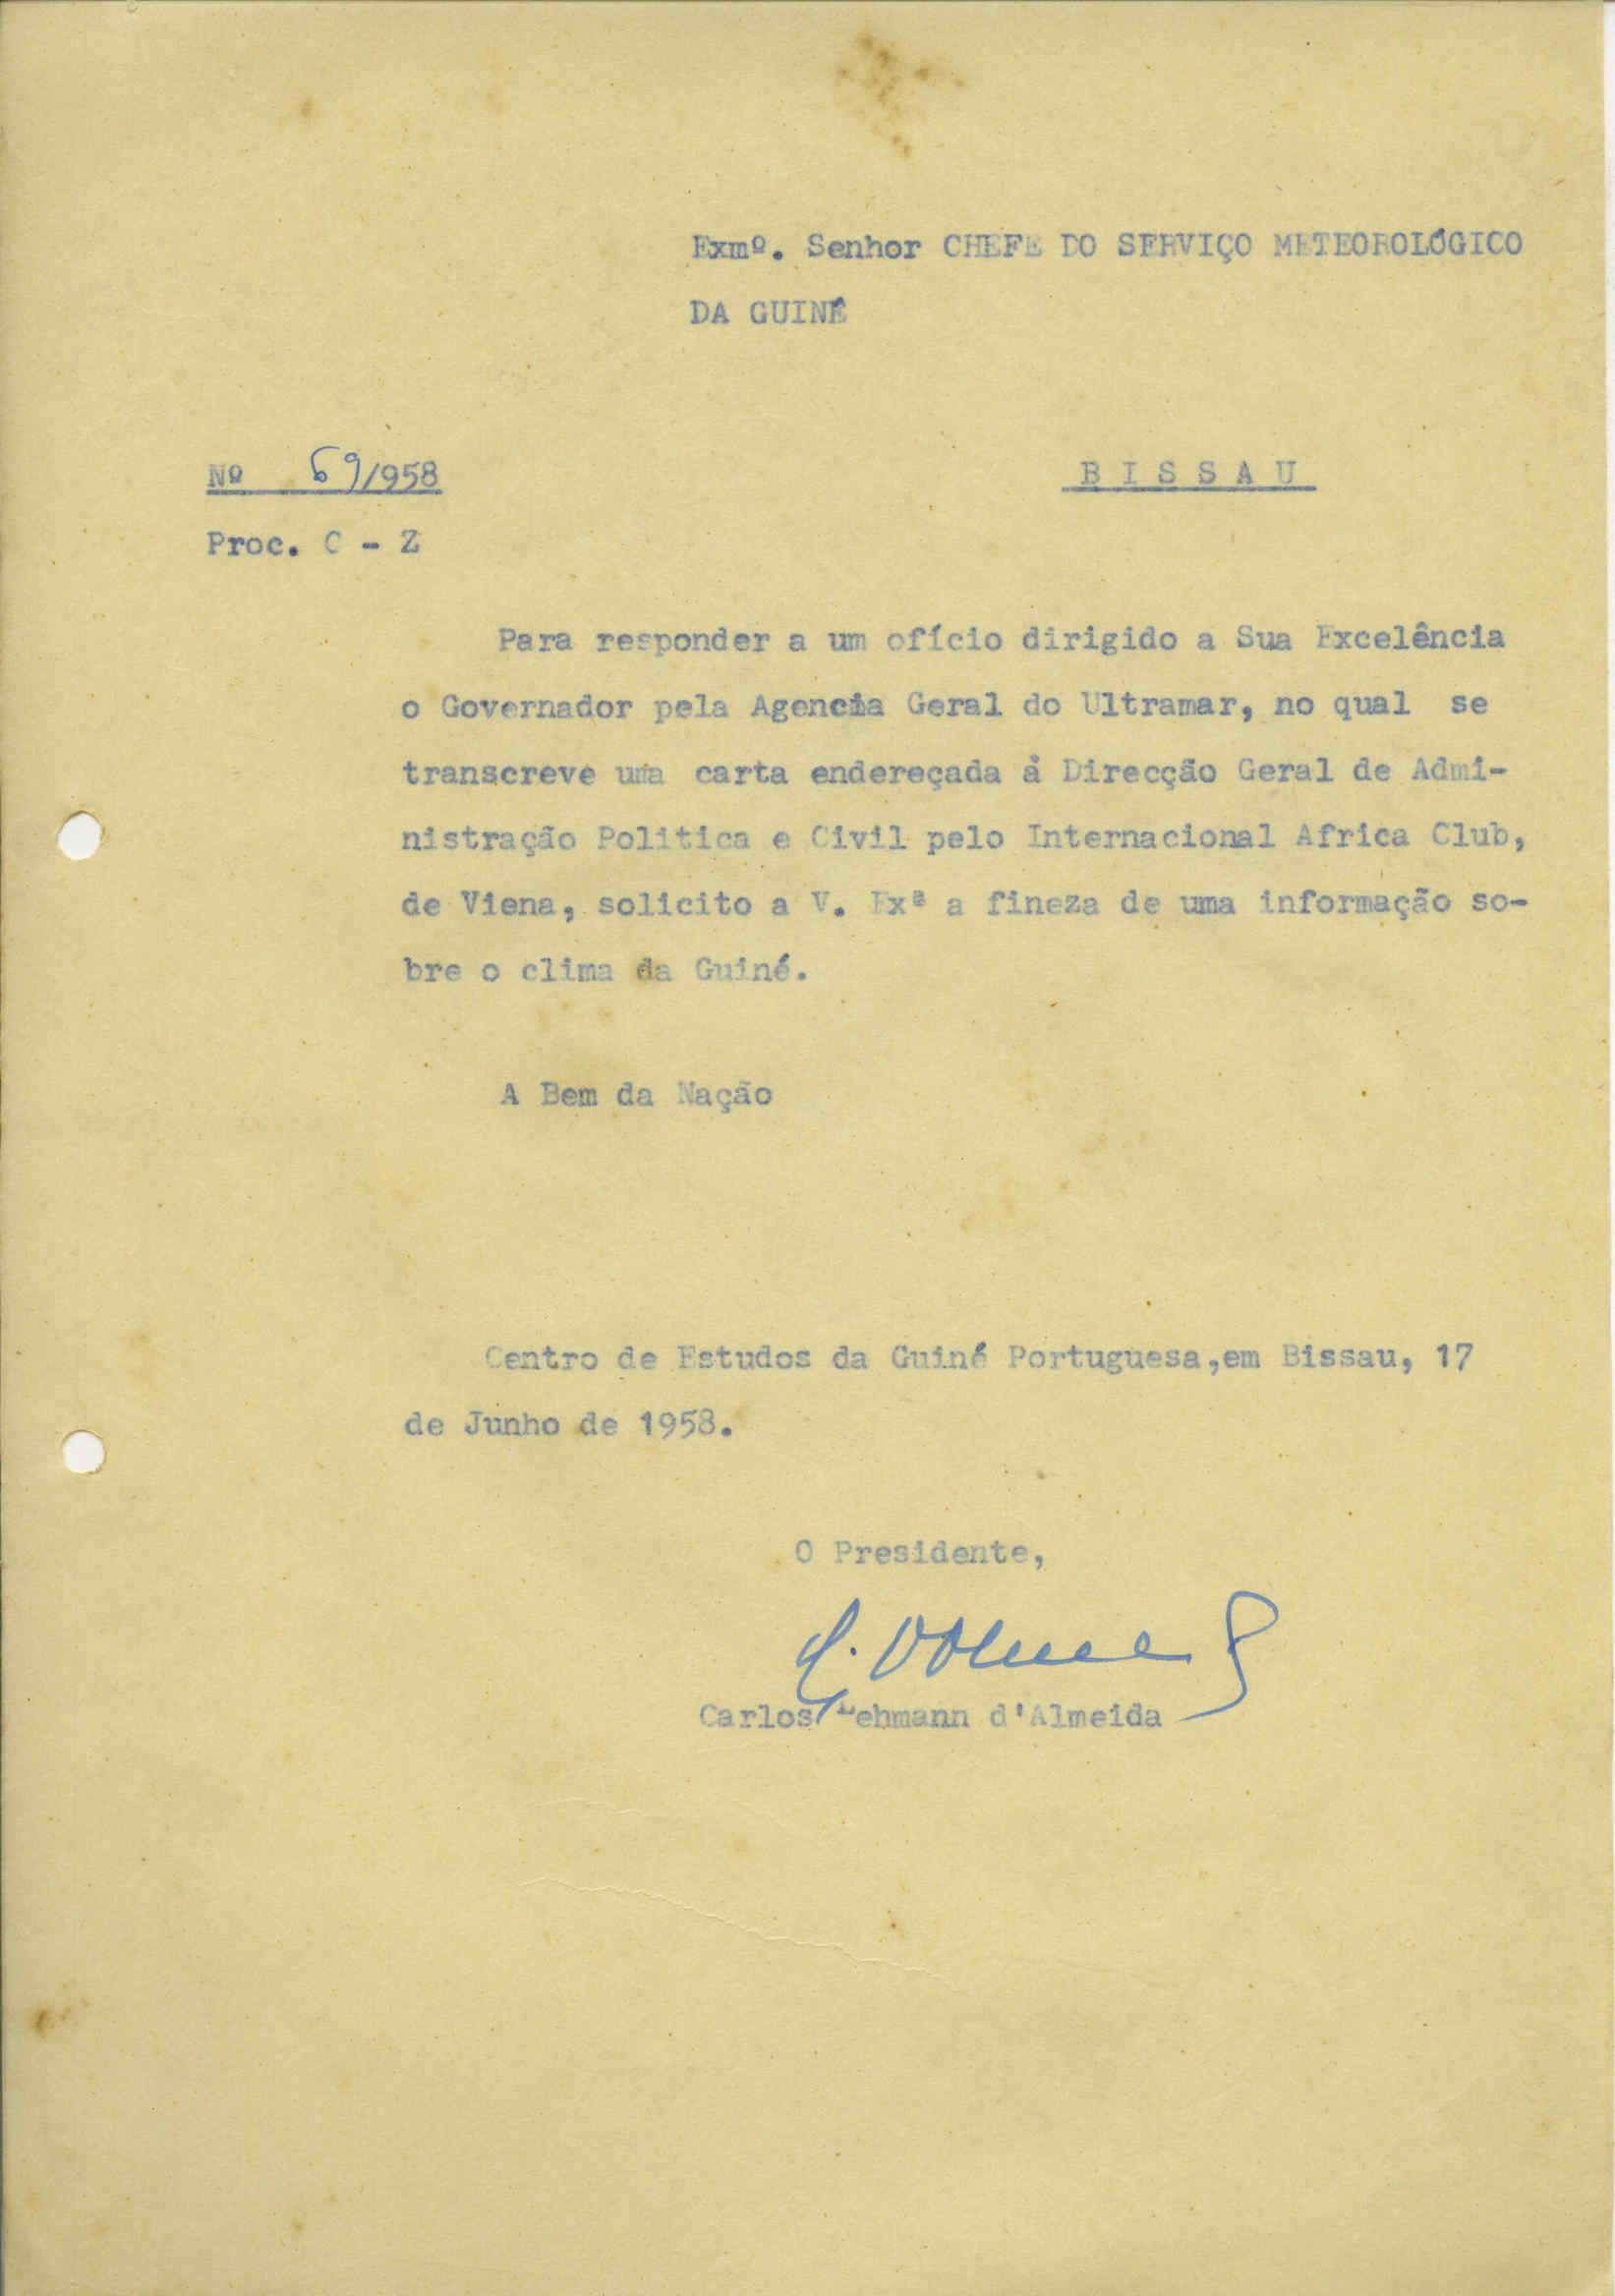 Exmº. Senhor CHEFE DO SERVIÇO METEOROLÓGICO
DA GUINÉ
Nº 69/958
B I S S A U
Proc. C - Z
Para responder a um ofício dirigido a Sua Excelência
o Governador pela Agencia Geral do Ultramar, no qual se
transcreve uma carta endereçada à Direcção Geral de Admi-
nistração Politica e Civil pelo Internacional Africa Club,
de Viena, solicito a V. Exª a fineza de uma informação so-
bre o clima da Guiné.
A Bem da Nação
Centro de Estudos da Guiné Portuguesa,em Bissau, 17
de Junho de 1958.
O Presidente,
Carlos Lehmann d'Almeida